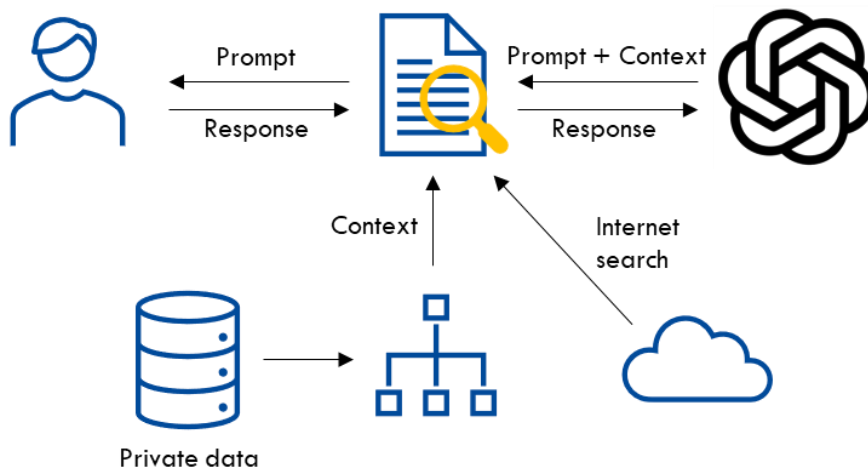 Prompt
Prompt + Context
Response
Response
Context
Internet
search
Private data